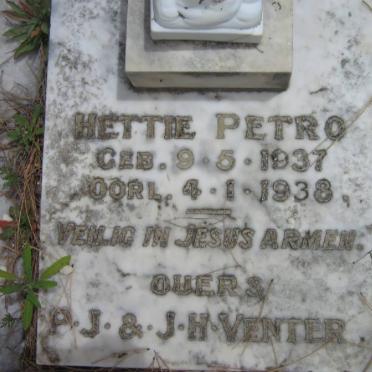 HETTIE PETRO
GEB. 9·5·1937
OORL. 4·1·1938,
VEILIG IN JESUS ARMEN.
OUERS
P.J.&.J.H.VENTER